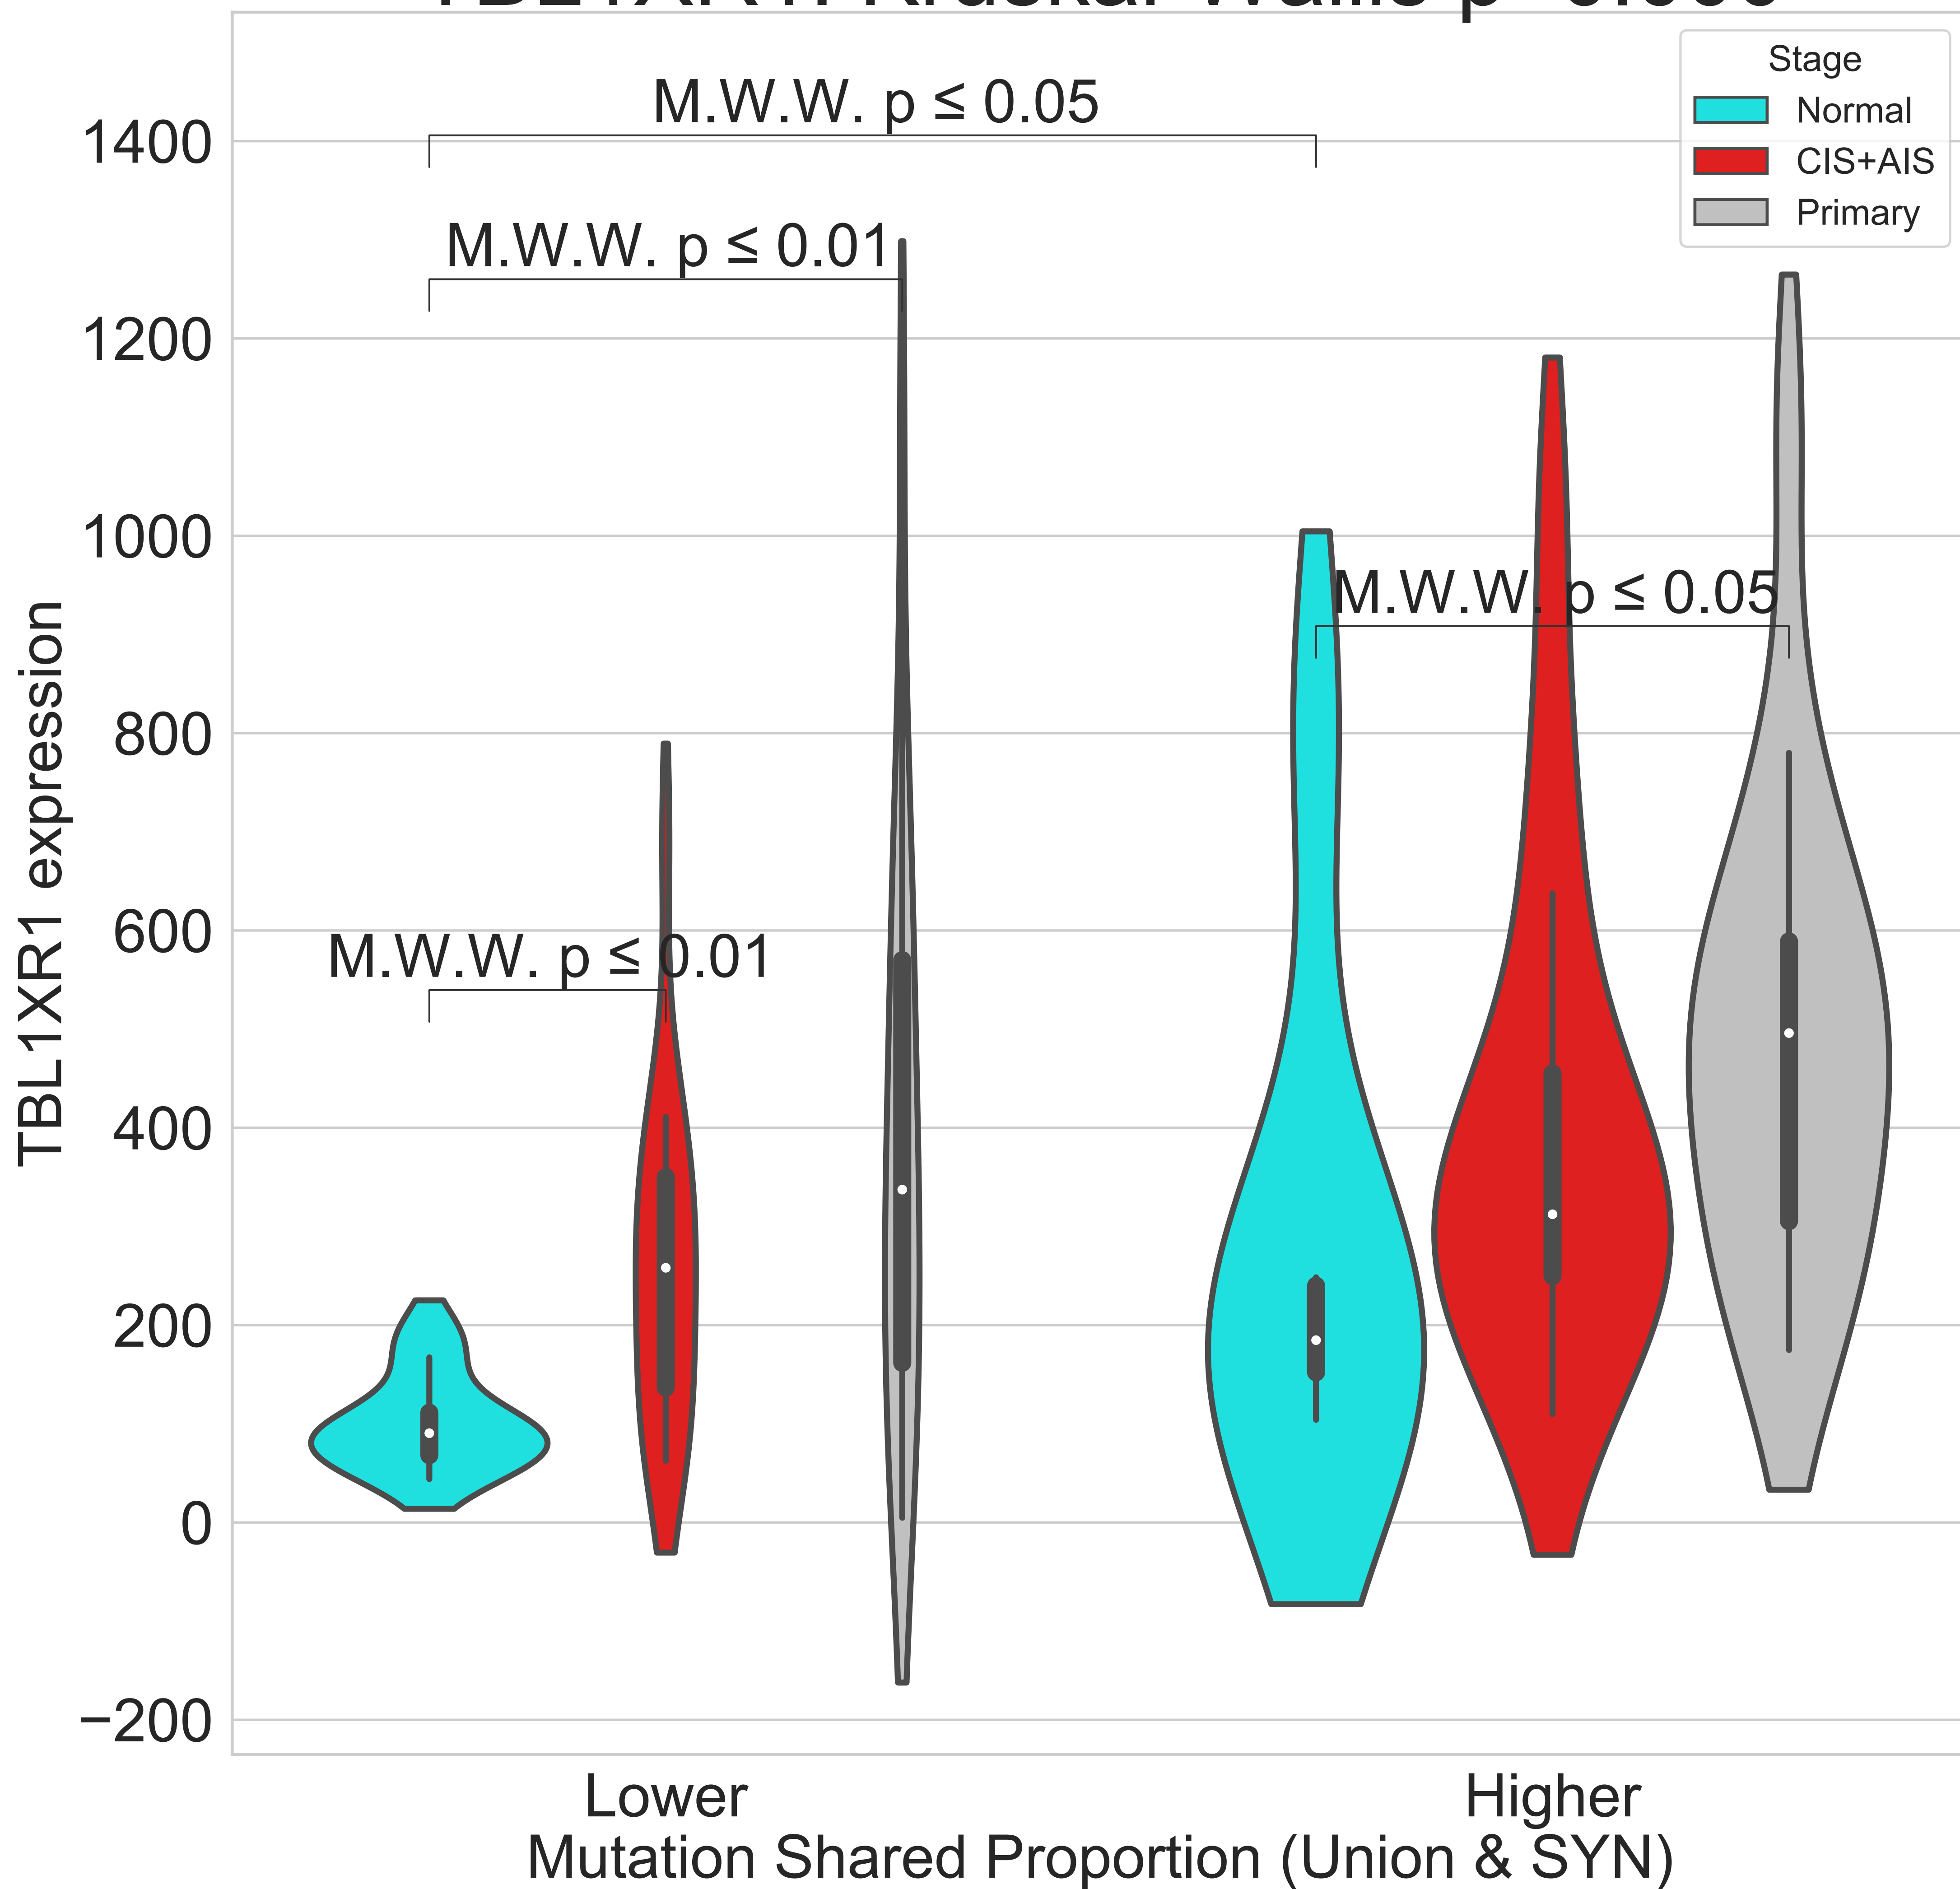 Stage
Normal
CIS+AIS
Primary
M.W.W. p ≤ 0.05
M.W.W. p ≤ 0.01
M.W.W. p ≤ 0.05
M.W.W. p ≤ 0.01
1400
1200
1000
800
600
400
200
0
−200
TBL1XR1 expression
Lower
Higher
Mutation Shared Proportion (Union & SYN)